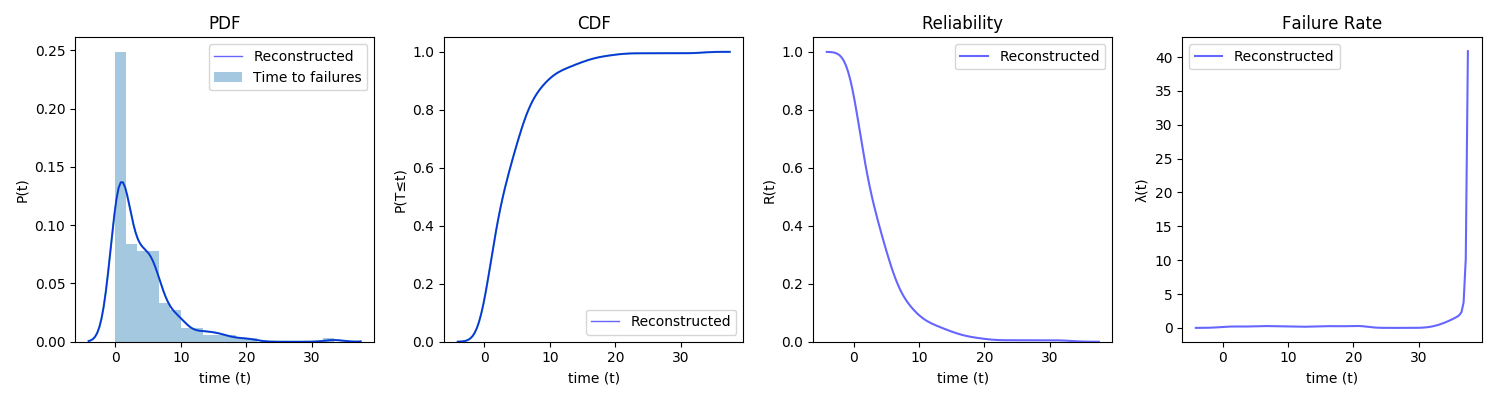 PDF
Reconstructed
Time to failures
0.25
0.20
0.15
0.10
0.05
0.00
P(t)
0 10 20 30
time (t)
CDF
1.0
0.8
0.6
0.4
0.2
0.0
P(T≤t)
Reconstructed
0 10 20 30
time (t)
Reliability
Reconstructed
1.0
0.8
0.6
0.4
0.2
0.0
R(t)
0 10 20 30
time (t)
Failure Rate
Reconstructed
40
35
30
25
20
15
10
5
0
λ(t)
0 10 20 30
time (t)